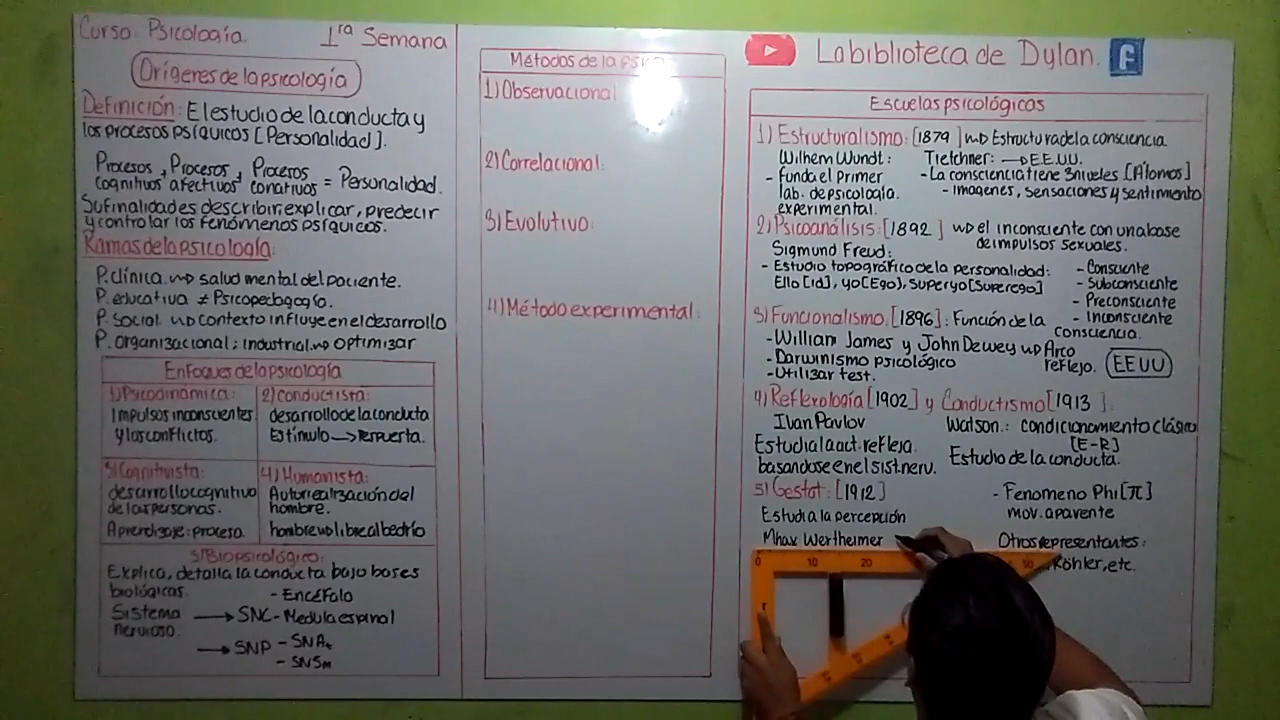 Curso: Psicología. 1ra Semana
Orígenes de la psicología
Definición: El estudio de la conducta y
los procesos psíquicos [Personalidad].
Procesos + Procesos + Procesos
cognitivos afectivos conativos = Personalidad.
Su finalidad es describir, explicar, predecir
y controlar los fenómenos psíquicos.
Ramas de la psicología:
P. clínica salud mental del paciente.
P. educativa ≠ Psicopedagogía.
P. Social contexto influye en el desarrollo
P. organizacional; industrial optimizar
Enfoques de la psicología
1) Psicodinámica:
Impulsos inconscientes
y los conflictos.
2) Conductista:
desarrollo de la conducta
Estímulo → respuesta.
3) Cognitivista:
desarrollo cognitivo
de las personas.
Aprendizaje: proceso
4) Humanista:
Autorrealización del
hombre.
hombre libre albedrío
5) Biopsicológico:
Explica, detalla la conducta bajo bases
biológicas. - Encéfalo
Sistema → SNC - Medula espinal
nervioso.
→ SNP - SNA
- SNSm
Métodos de la
1) Observacional
2) Correlacional:
3) Evolutivo:
4) Método experimental:
La biblioteca de Dylan. f
Escuelas psicológicas
1) Estructuralismo: [1879] Estructura de la consciencia
Wilhem Wundt: Tietchner: → E.E.U.U.
- Funda el primer - La consciencia tiene 3 niveles [Átomos]
lab. de psicología. - imagenes, sensaciones y sentimiento
experimental.
2) Psicoanálisis: [1892] el inconsciente con una base
de impulsos sexuales.
Sigmund Freud:
- Estudio topográfico de la personalidad: - Consciente
Ello [id], yo [Ego], superyo [Superego] - Subconsciente
- Preconsciente
- Inconsciente
3) Funcionalismo: [1896]: Función de la
consciencia.
- William James y John Dewey Arco
reflejo. EEUU
- Darwinismo psicológico
- Utilizar test.
4) Reflexología [1902] y Conductismo [1913].
Ivan Pavlov Watson.: condicionamiento clásico
[E-R]
Estudia la act. refleja. Estudio de la conducta.
basandose en el sist. nerv.
5) Gestat: [1912] - Fenomeno Phi [π]
Estudia la percepción mov. aparente
Mhax Wertheimer Otros representantes:
Köhler, etc.
0 10 20 50